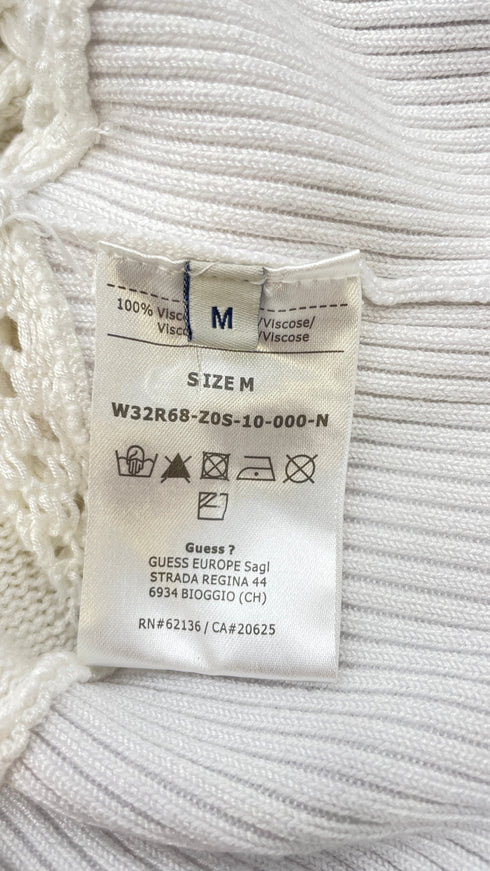 M
100% Visc /Viscose/
Visc /Viscose
SIZE M
W32R68-Z0S-10-000-N
Guess ?
GUESS EUROPE Sagl
STRADA REGINA 44
6934 BIOGGIO (CH)
RN#62136 / CA#20625